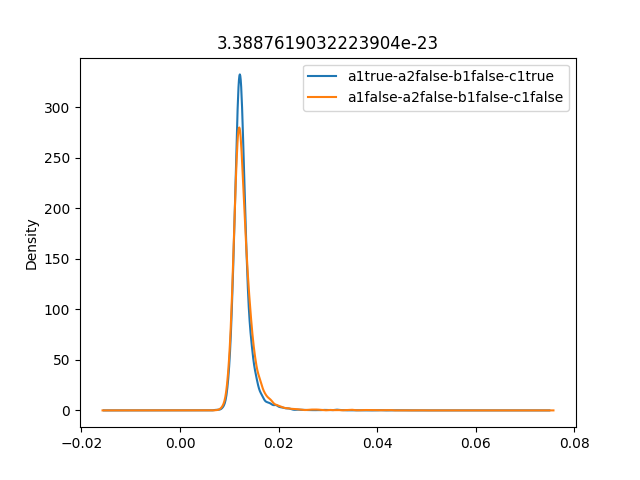 3.3887619032223904e-23
a1true-a2false-b1false-c1true
a1false-a2false-b1false-c1false
Density
300
250
200
150
100
50
0
−0.02 0.00 0.02 0.04 0.06 0.08